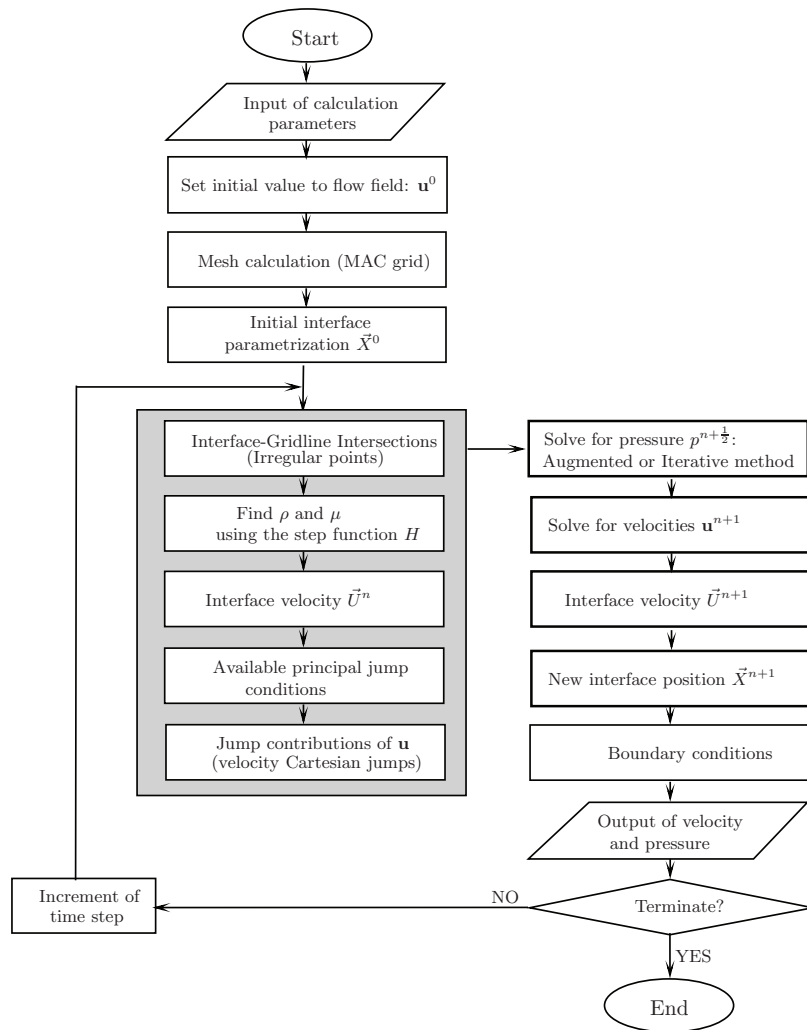 Start
Input of calculation
parameters
Set initial value to flow field: u⁰
Mesh calculation (MAC grid)
Initial interface
parametrization X⃗⁰
Interface-Gridline Intersections
(Irregular points)
Find ρ and μ
using the step function H
Interface velocity U⃗ⁿ
Available principal jump
conditions
Jump contributions of u
(velocity Cartesian jumps)
Solve for pressure pⁿ⁺½:
Augmented or Iterative method
Solve for velocities uⁿ⁺¹
Interface velocity U⃗ⁿ⁺¹
New interface position X⃗ⁿ⁺¹
Boundary conditions
Output of velocity
and pressure
Terminate?
NO
Increment of
time step
YES
End